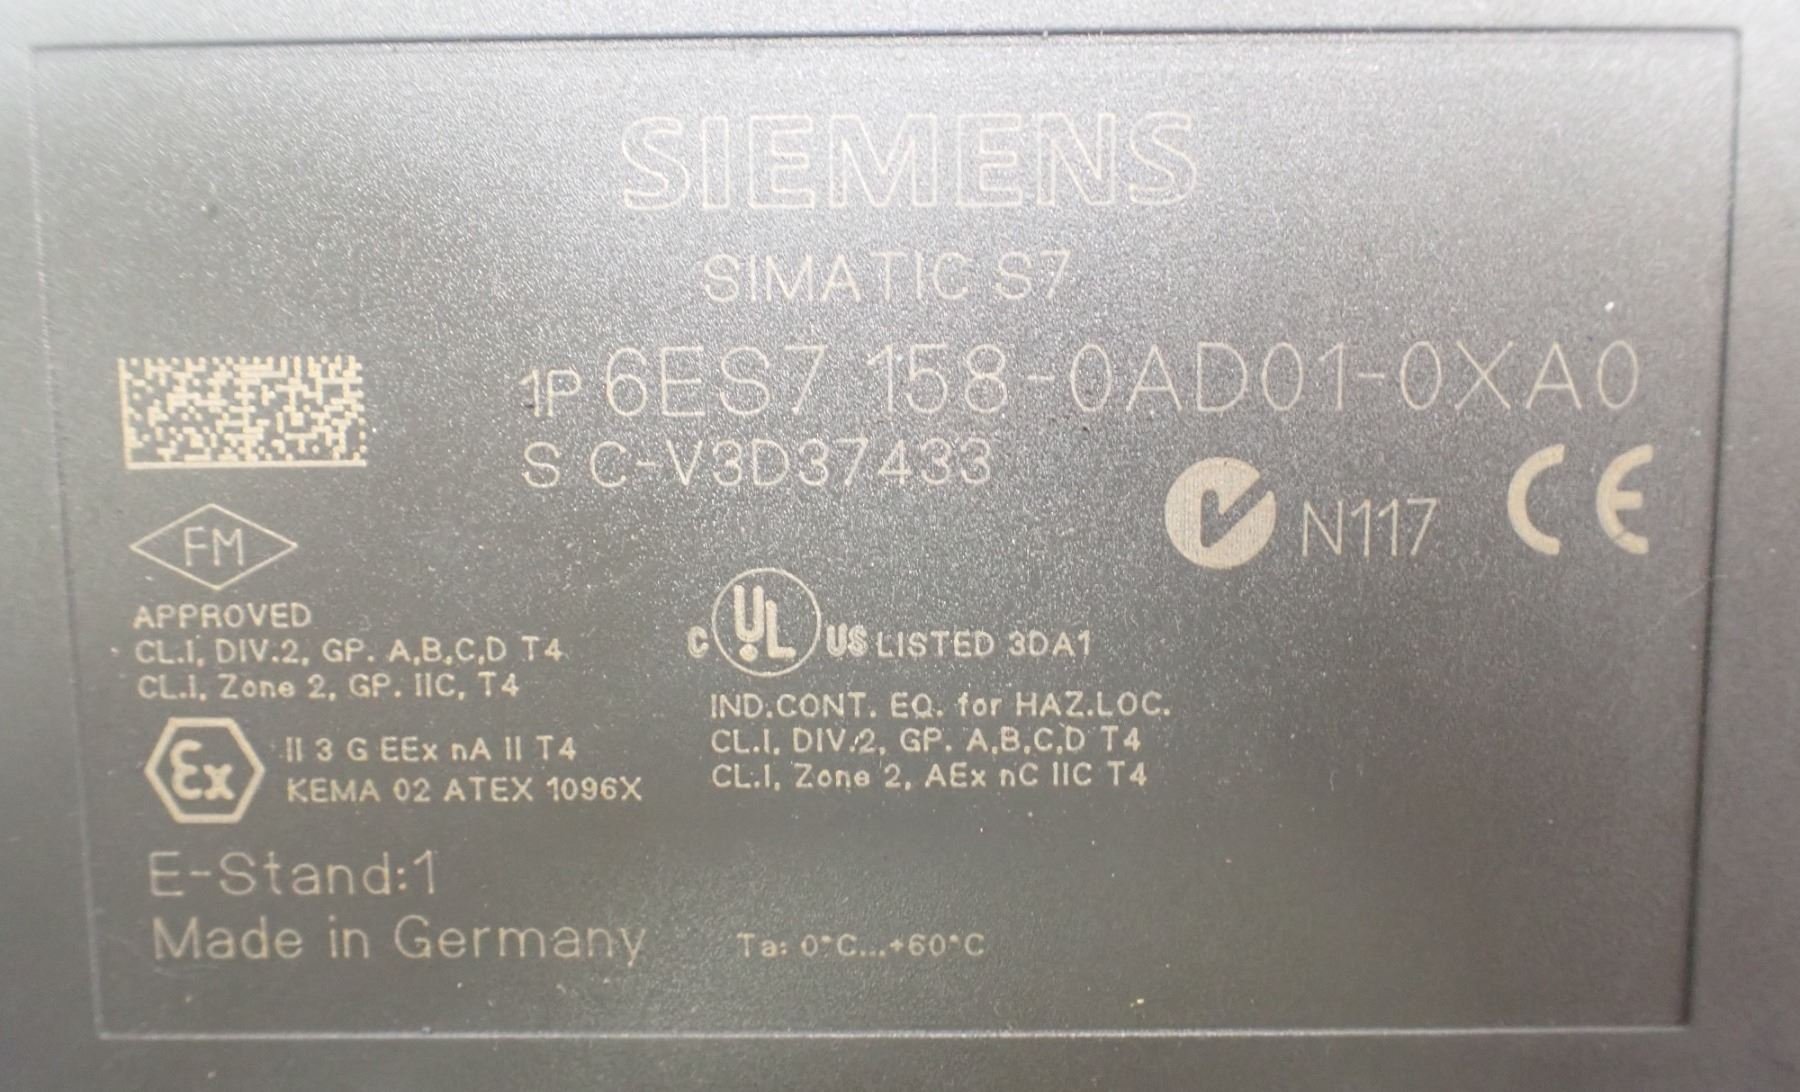 SIEMENS
SIMATIC S7
1P 6ES7 158-0AD01-0XA0
S C-V3D37433
N117 CE
FM
APPROVED
CL.I, DIV.2, GP. A,B,C,D T4
CL.I, Zone 2, GP. IIC, T4
C UL US LISTED 3DA1
IND.CONT. EQ. for HAZ.LOC.
CL.I, DIV.2, GP. A,B,C,D T4
CL.I, Zone 2, AEx nC IIC T4
Ex II 3 G EEx nA II T4
KEMA 02 ATEX 1096X
E-Stand:1
Made in Germany
Ta: 0°C...+60°C